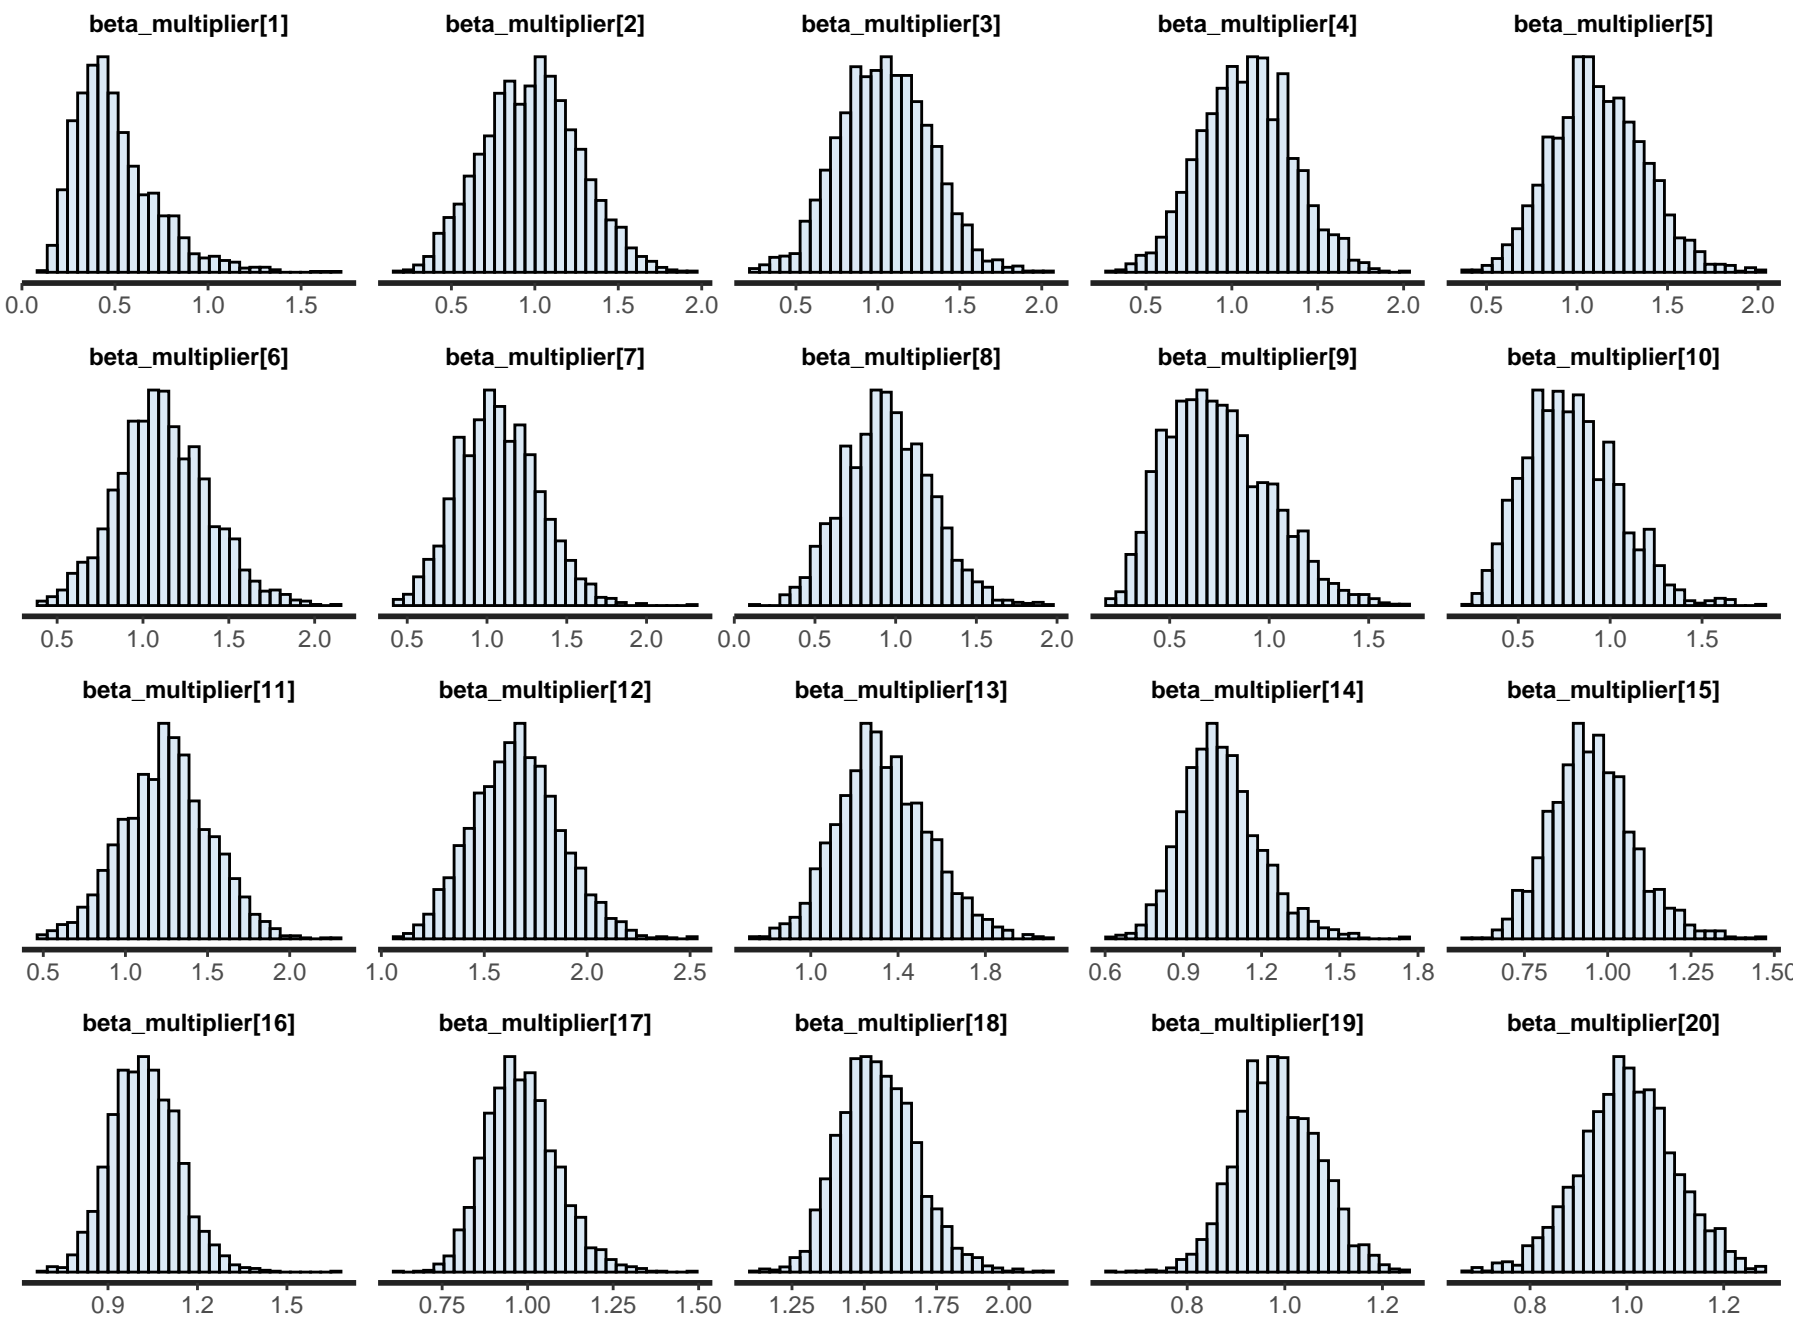 beta_multiplier[1] beta_multiplier[2] beta_multiplier[3] beta_multiplier[4] beta_multiplier[5]
0.0 0.5 1.0 1.5 0.5 1.0 1.5 2.0 0.5 1.0 1.5 2.0 0.5 1.0 1.5 2.0 0.5 1.0 1.5 2.0
beta_multiplier[6] beta_multiplier[7] beta_multiplier[8] beta_multiplier[9] beta_multiplier[10]
0.5 1.0 1.5 2.0 0.5 1.0 1.5 2.0 0.0 0.5 1.0 1.5 2.0 0.5 1.0 1.5 0.5 1.0 1.5
beta_multiplier[11] beta_multiplier[12] beta_multiplier[13] beta_multiplier[14] beta_multiplier[15]
0.5 1.0 1.5 2.0 1.0 1.5 2.0 2.5 1.0 1.4 1.8 0.6 0.9 1.2 1.5 1.8 0.75 1.00 1.25 1.50
beta_multiplier[16] beta_multiplier[17] beta_multiplier[18] beta_multiplier[19] beta_multiplier[20]
0.9 1.2 1.5 0.75 1.00 1.25 1.50 1.25 1.50 1.75 2.00 0.8 1.0 1.2 0.8 1.0 1.2